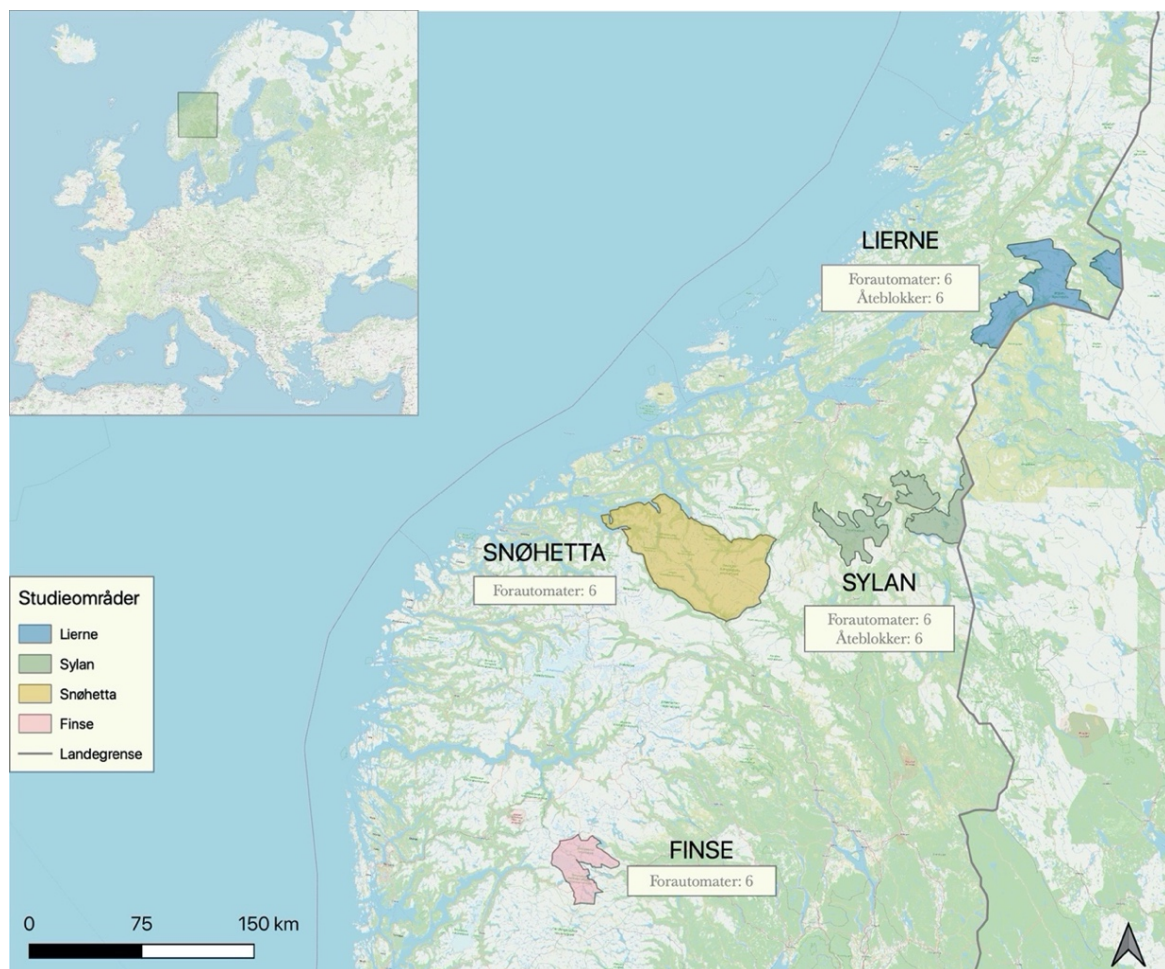 LIERNE
Forautomater: 6
Åteblokker: 6
SNØHETTA
Forautomater: 6
SYLAN
Forautomater: 6
Åteblokker: 6
Studieområder
Lierne
Sylan
Snøhetta
Finse
Landegrense
FINSE
Forautomater: 6
0 75 150 km